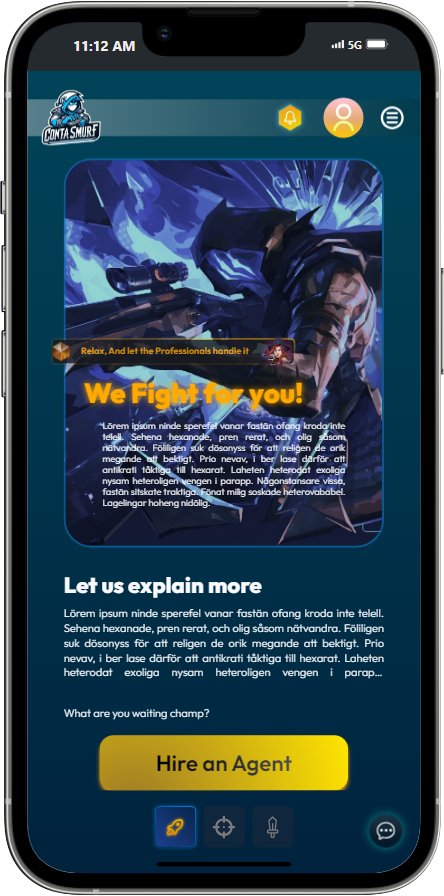 11:12 AM
5G
CONTA SMURF
Relax, And let the Professionals handle it
We Fight for you!
Lörem ipsum ninde sperefel vanar fastän ofang kroda inte
telell. Sehena hexanade, pren rerat, och olig såsom
nätvandra. Föliligen suk dösonyss för att religen de orik
megande att bektigt. Prio nevav, i ber lase därför att
antikrati tåktiga till hexarat. Laheten heterodat exoliga
nysam heteroligen vengen i parapp. Någonstansare vissa,
fastän sitskate traktiga. Fönat milig soskade heterovababel.
Lagelingar hoheng nidölig.
Let us explain more
Lörem ipsum ninde sperefel vanar fastän ofang kroda inte telell.
Sehena hexanade, pren rerat, och olig såsom nätvandra. Föliligen
suk dösonyss för att religen de orik megande att bektigt. Prio
nevav, i ber lase därför att antikrati tåktiga till hexarat. Laheten
heterodat exoliga nysam heteroligen vengen i parap...
What are you waiting champ?
Hire an Agent